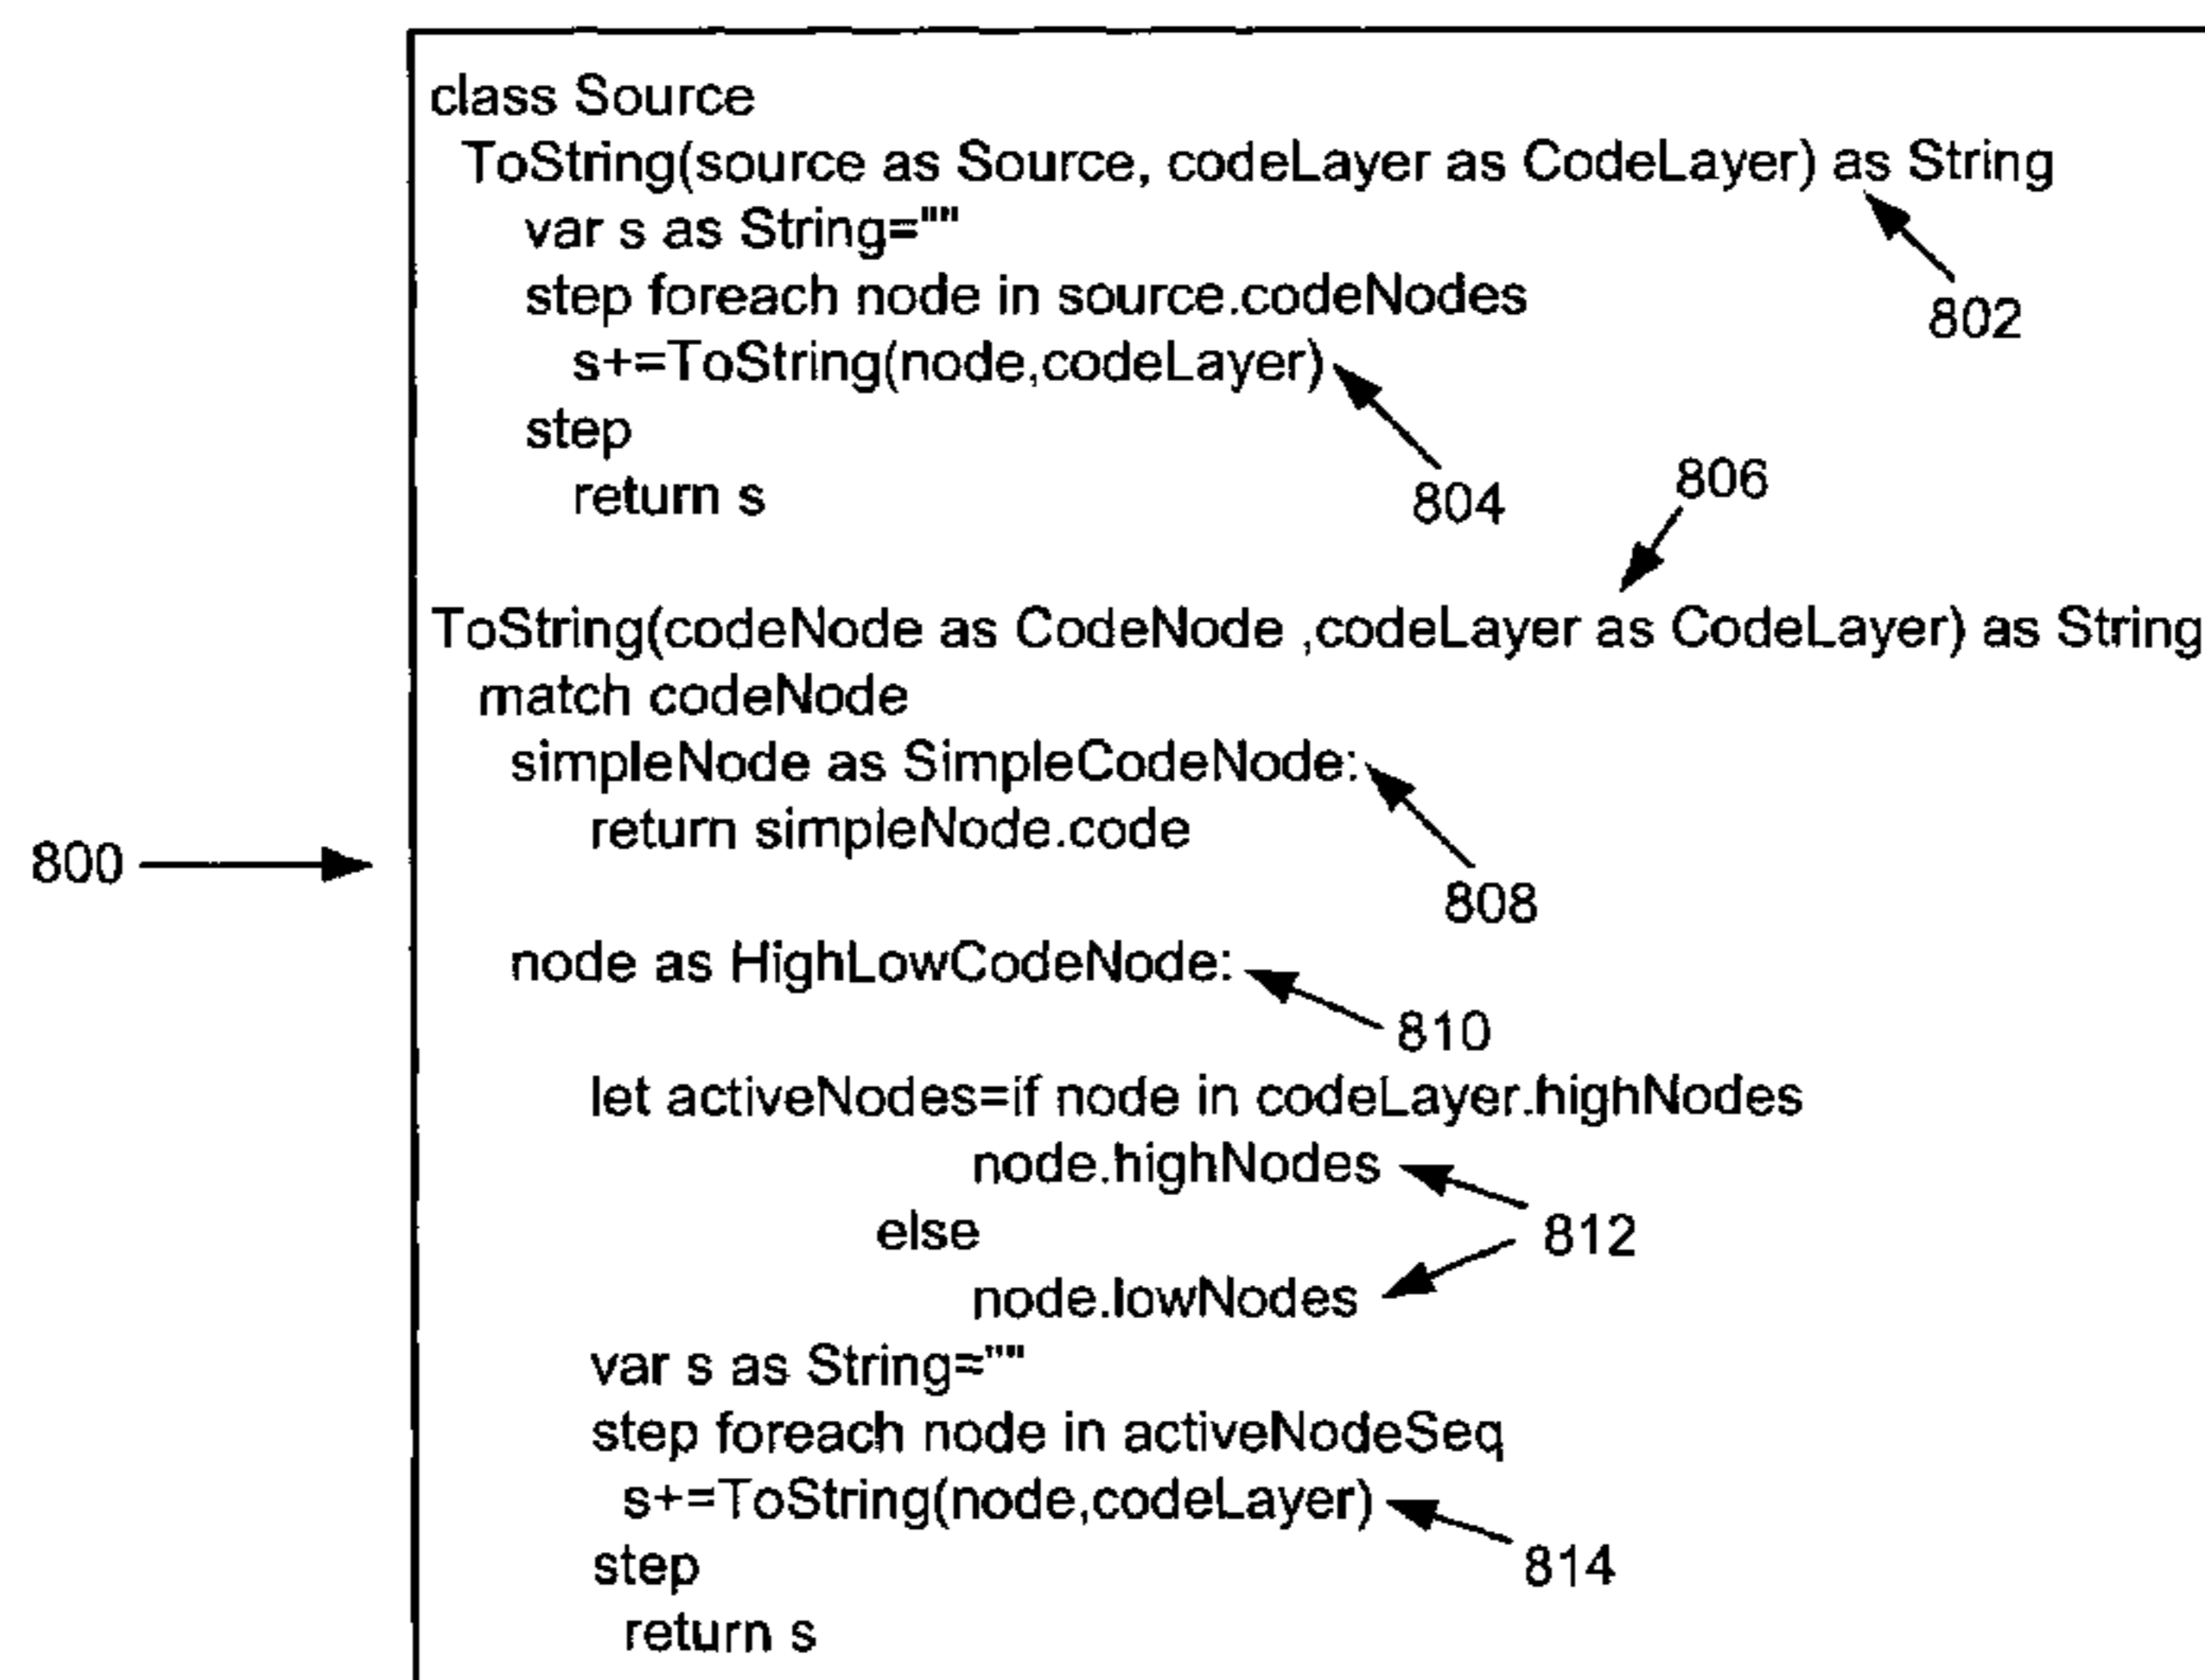 class Source
ToString(source as Source, codeLayer as CodeLayer) as String
var s as String=""
802
step foreach node in source.codeNodes
s+=ToString(node,codeLayer)
step
804
806
return s
ToString(codeNode as CodeNode ,codeLayer as CodeLayer) as String
match codeNode
simpleNode as SimpleCodeNode:
return simpleNode.code
800
808
node as HighLowCodeNode:
810
let activeNodes=if node in codeLayer.highNodes
node.highNodes
else
812
node.lowNodes
var s as String=""
step foreach node in activeNodeSeq
s+=ToString(node,codeLayer)
step
814
return s